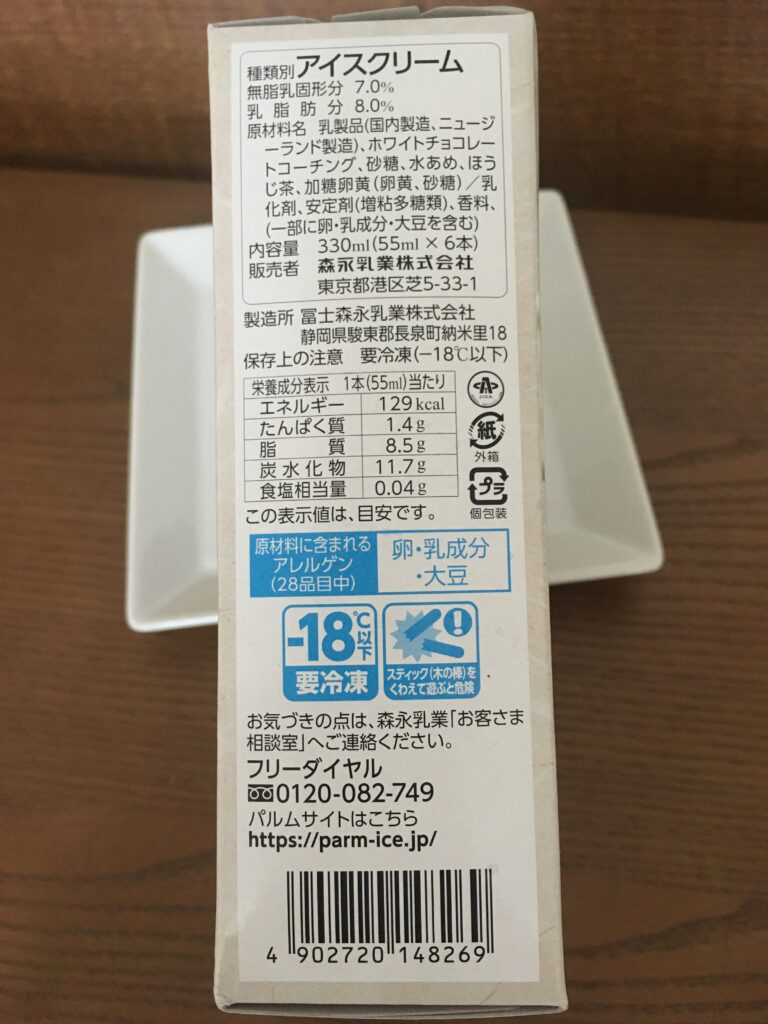 種類別 アイスクリーム
無脂乳固形分 7.0%
乳脂肪分 8.0%
原材料名 乳製品(国内製造、ニュージ
ーランド製造)、ホワイトチョコレー
トコーチング、砂糖、水あめ、ほう
じ茶、加糖卵黄(卵黄、砂糖)/乳
化剤、安定剤(増粘多糖類)、香料、
(一部に卵・乳成分・大豆を含む)
内容量 330ml(55ml×6本)
販売者 森永乳業株式会社
東京都港区芝5-33-1
製造所 冨士森永乳業株式会社
静岡県駿東郡長泉町納米里18
保存上の注意 要冷凍(−18℃以下)
栄養成分表示 1本(55ml)当たり
エネルギー 129kcal
たんぱく質 1.4g
脂質 8.5g
炭水化物 11.7g
食塩相当量 0.04g
この表示値は、目安です。
紙
外箱
プラ
個包装
原材料に含まれる
アレルゲン
(28品目中)
卵・乳成分
・大豆
-18℃以下
要冷凍
スティック(木の棒)を
くわえて遊ぶと危険
お気づきの点は、森永乳業「お客さま
相談室」へご連絡ください。
フリーダイヤル
0120-082-749
パルムサイトはこちら
https://parm-ice.jp/
4 902720 148269